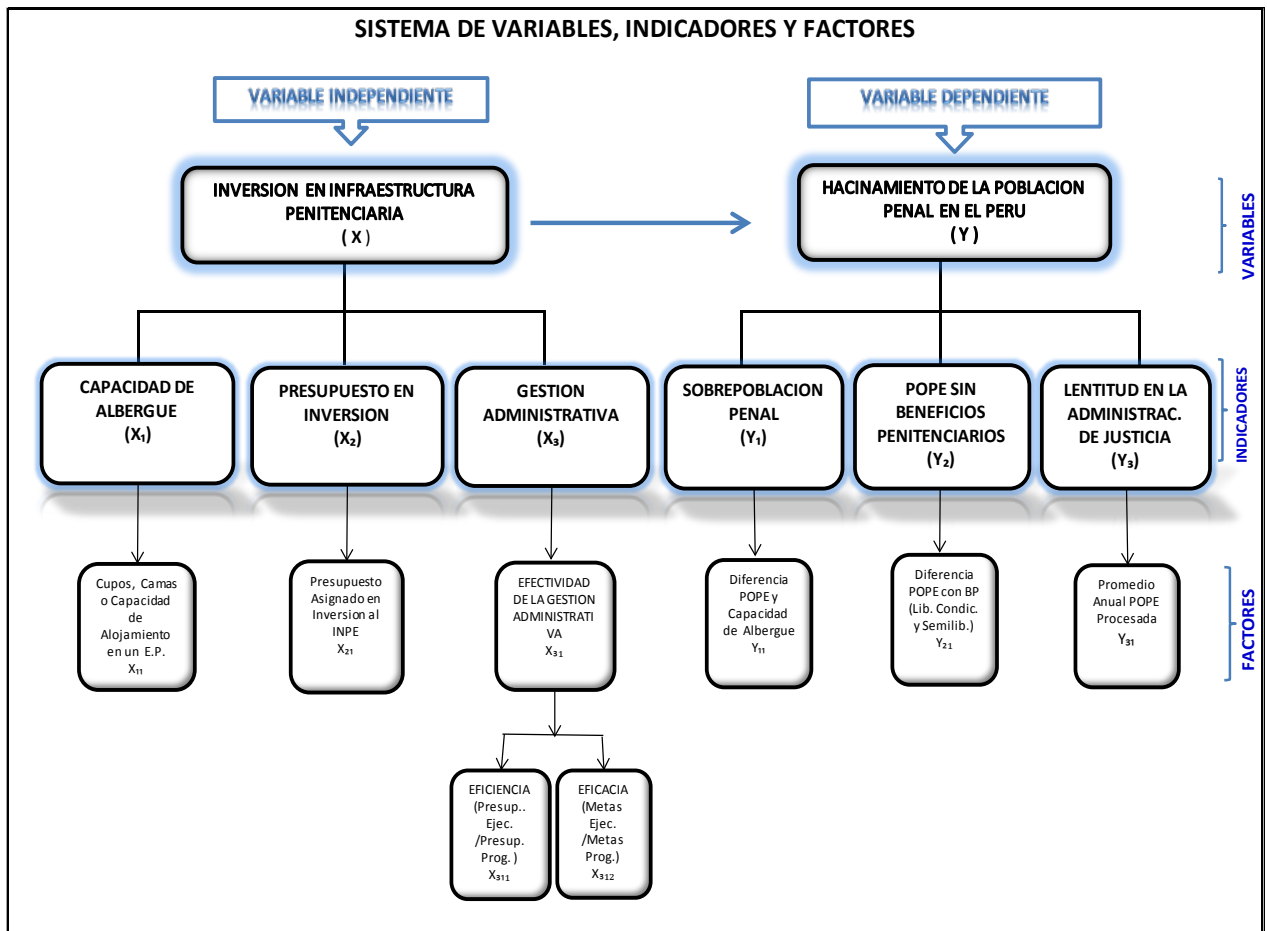 SISTEMA DE VARIABLES, INDICADORES Y FACTORES
VARIABLE INDEPENDIENTE
VARIABLE DEPENDIENTE
INVERSION EN INFRAESTRUCTURA
PENITENCIARIA
( X )
HACINAMIENTO DE LA POBLACION
PENAL EN EL PERU
( Y )
VARIABLES
CAPACIDAD DE
ALBERGUE
(X₁)
PRESUPUESTO EN
INVERSION
(X₂)
GESTION
ADMINISTRATIVA
(X₃)
SOBREPOBLACION
PENAL
(Y₁)
POPE SIN
BENEFICIOS
PENITENCIARIOS
(Y₂)
LENTITUD EN LA
ADMINISTRAC.
DE JUSTICIA
(Y₃)
INDICADORES
Cupos, Camas
o Capacidad
de
Alojamiento
en un E.P.
X₁₁
Presupuesto
Asignado en
Inversion al
INPE
X₂₁
EFECTIVIDAD
DE LA GESTION
ADMINISTRATI
VA
X₃₁
Diferencia
POPE y
Capacidad
de Albergue
Y₁₁
Diferencia
POPE con BP
(Lib. Condic.
y Semilib.)
Y₂₁
Promedio
Anual POPE
Procesada
Y₃₁
FACTORES
EFICIENCIA
(Presup..
Ejec.
/Presup.
Prog. )
X₃₁₁
EFICACIA
(Metas
Ejec.
/Metas
Prog.)
X₃₁₂